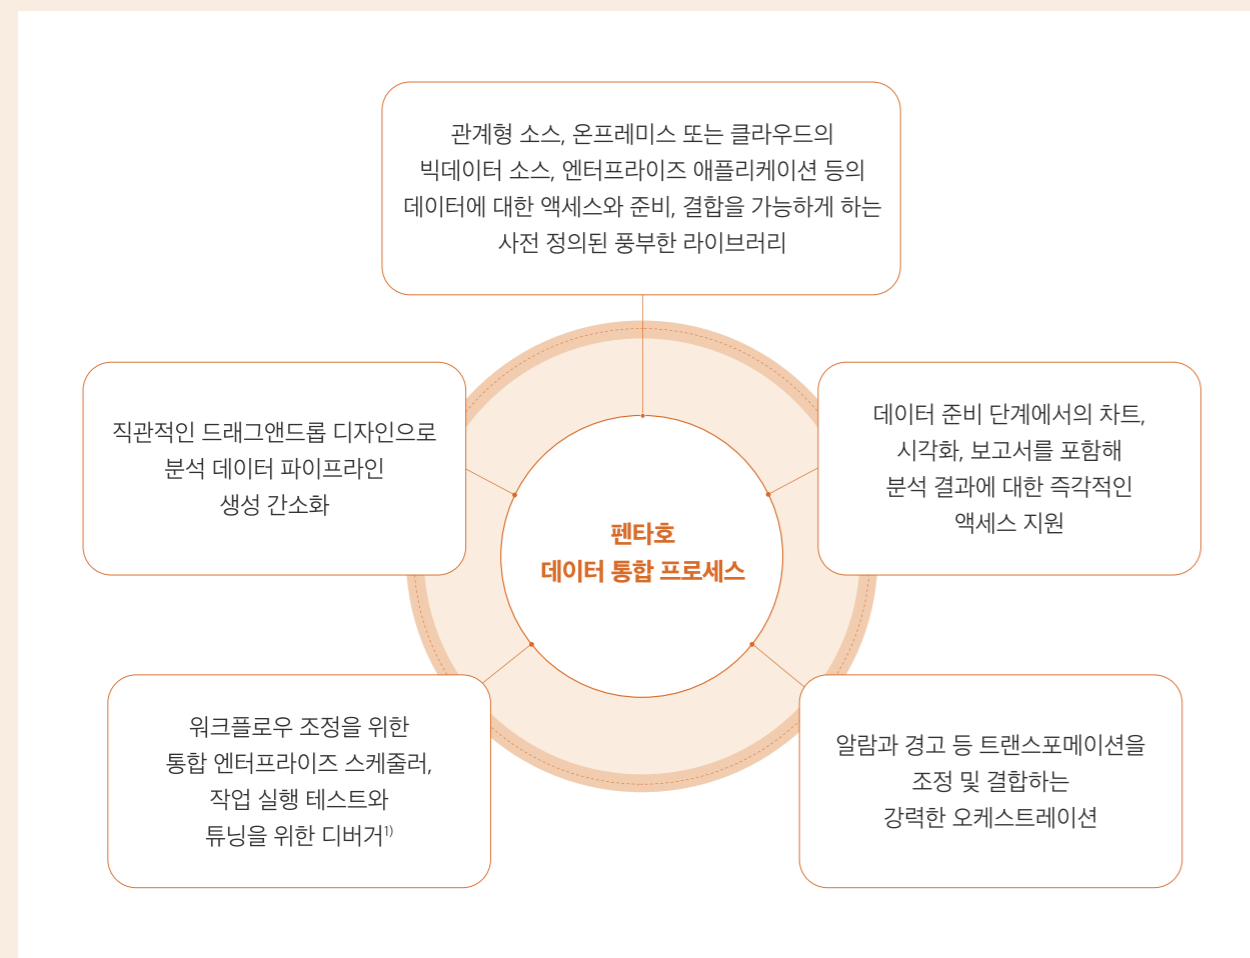 관계형 소스, 온프레미스 또는 클라우드의
빅데이터 소스, 엔터프라이즈 애플리케이션 등의
데이터에 대한 액세스와 준비, 결합을 가능하게 하는
사전 정의된 풍부한 라이브러리
직관적인 드래그앤드롭 디자인으로
분석 데이터 파이프라인
생성 간소화
데이터 준비 단계에서의 차트,
시각화, 보고서를 포함해
분석 결과에 대한 즉각적인
액세스 지원
펜타호
데이터 통합 프로세스
워크플로우 조정을 위한
통합 엔터프라이즈 스케줄러,
작업 실행 테스트와
튜닝을 위한 디버거1)
알람과 경고 등 트랜스포메이션을
조정 및 결합하는
강력한 오케스트레이션